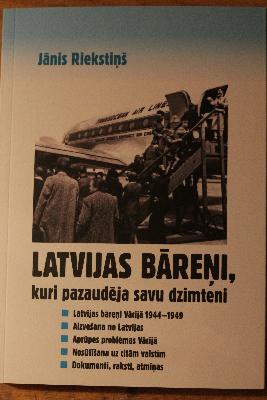 Jānis Riekstiņš
LATVIJAS BĀREŅI,
kuri pazaudēja savu dzimteni
Latvijas bāreņi Vācijā 1944–1949
Aizvešana no Latvijas
Aprūpes problēmas Vācijā
Nosūtīšana uz citām valstīm
Dokumenti, raksti, atmiņas